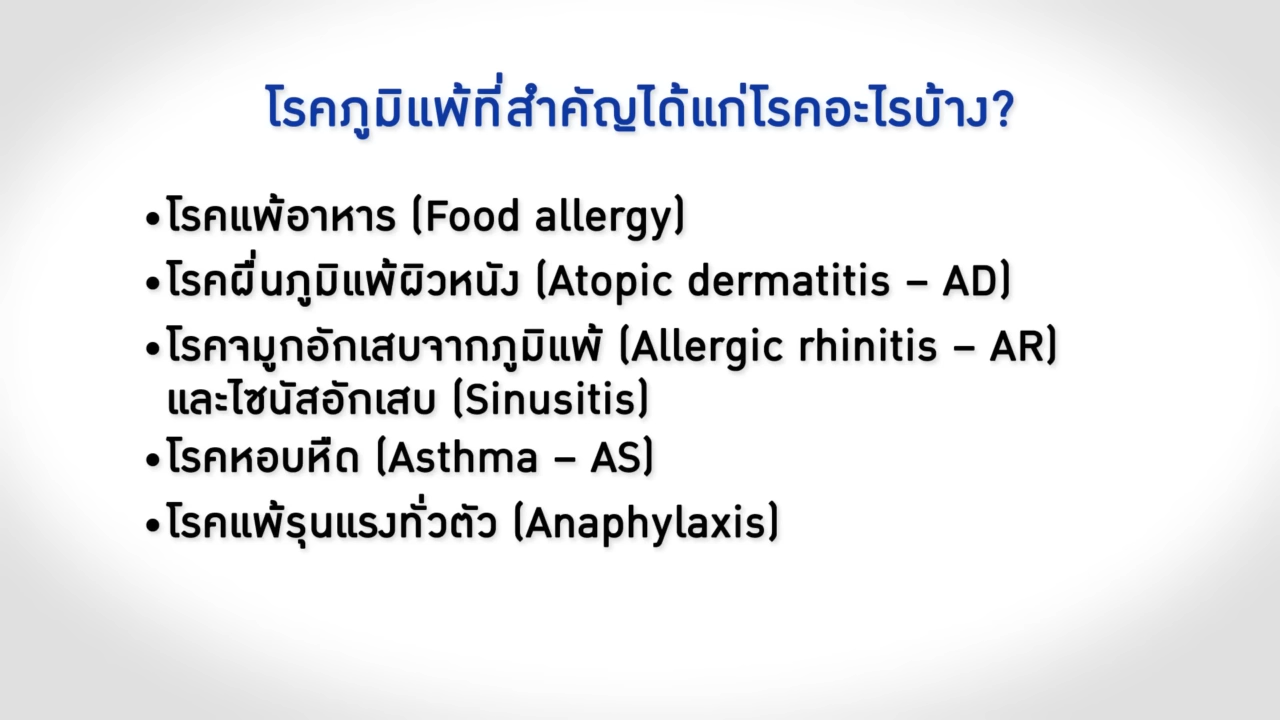 โรคภูมิแพ้ที่สำคัญได้แก่โรคอะไรบ้าง?
•โรคแพ้อาหาร (Food allergy)
•โรคผื่นภูมิแพ้ผิวหนัง (Atopic dermatitis – AD)
•โรคจมูกอักเสบจากภูมิแพ้ (Allergic rhinitis – AR)
และไซนัสอักเสบ (Sinusitis)
•โรคหอบหืด (Asthma – AS)
•โรคแพ้รุนแรงทั่วตัว (Anaphylaxis)